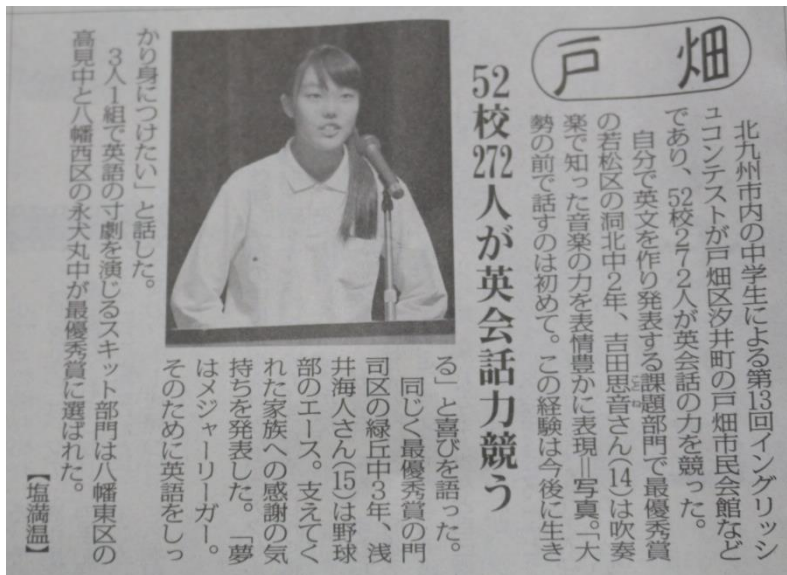 戸畑
52校272人が英会話力競う
北九州市内の中学生による第13回イングリッシ
ュコンテストが戸畑区汐井町の戸畑市民会館など
であり、52校272人が英会話の力を競った。
自分で英文を作り発表する課題部門で最優秀賞
の若松区の洞北中2年、吉田思音さん(14)は吹奏
ことね
楽で知った音楽の力を表情豊かに表現＝写真。「大
勢の前で話すのは初めて。この経験は今後に生き
る」と喜びを語った。
同じく最優秀賞の門
司区の緑丘中3年、浅
井海人さん(15)は野球
部のエース。支えてく
れた家族への感謝の気
持ちを発表した。「夢
はメジャーリーガー。
そのために英語をしっ
かり身につけたい」と話した。
3人1組で英語の寸劇を演じるスキット部門は八幡東区の
高見中と八幡西区の永犬丸中が最優秀賞に選ばれた。
【塩満温】